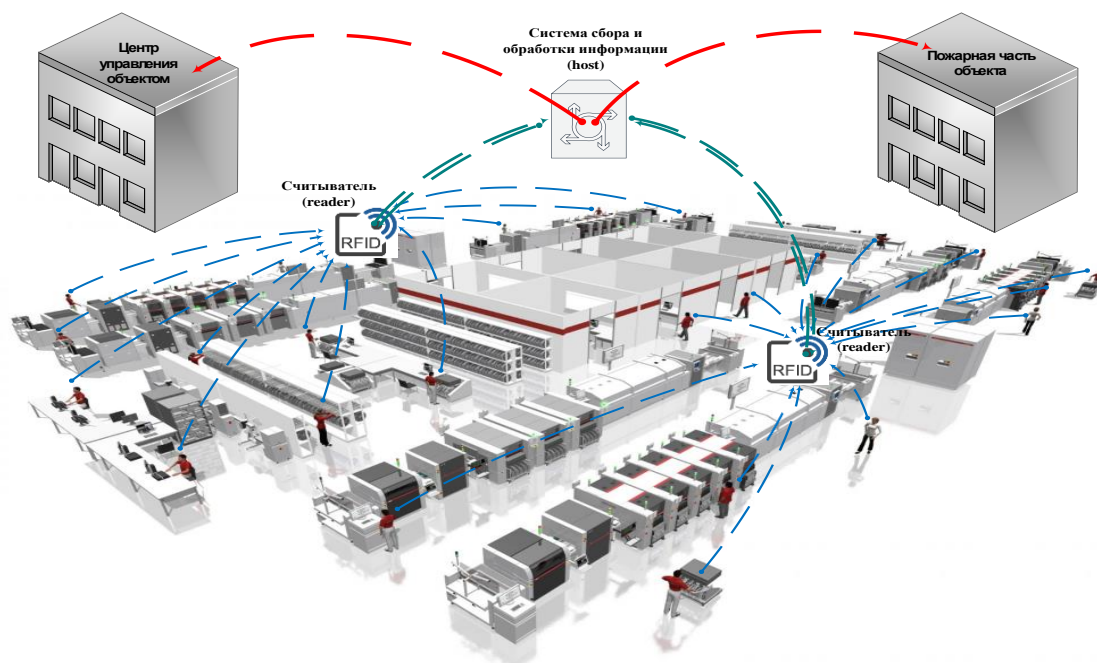 Центр
управления
объектом
Система сбора и
обработки информации
(host)
Пожарная часть
объекта
Считыватель
(reader)
RFID
Считыватель
(reader)
RFID